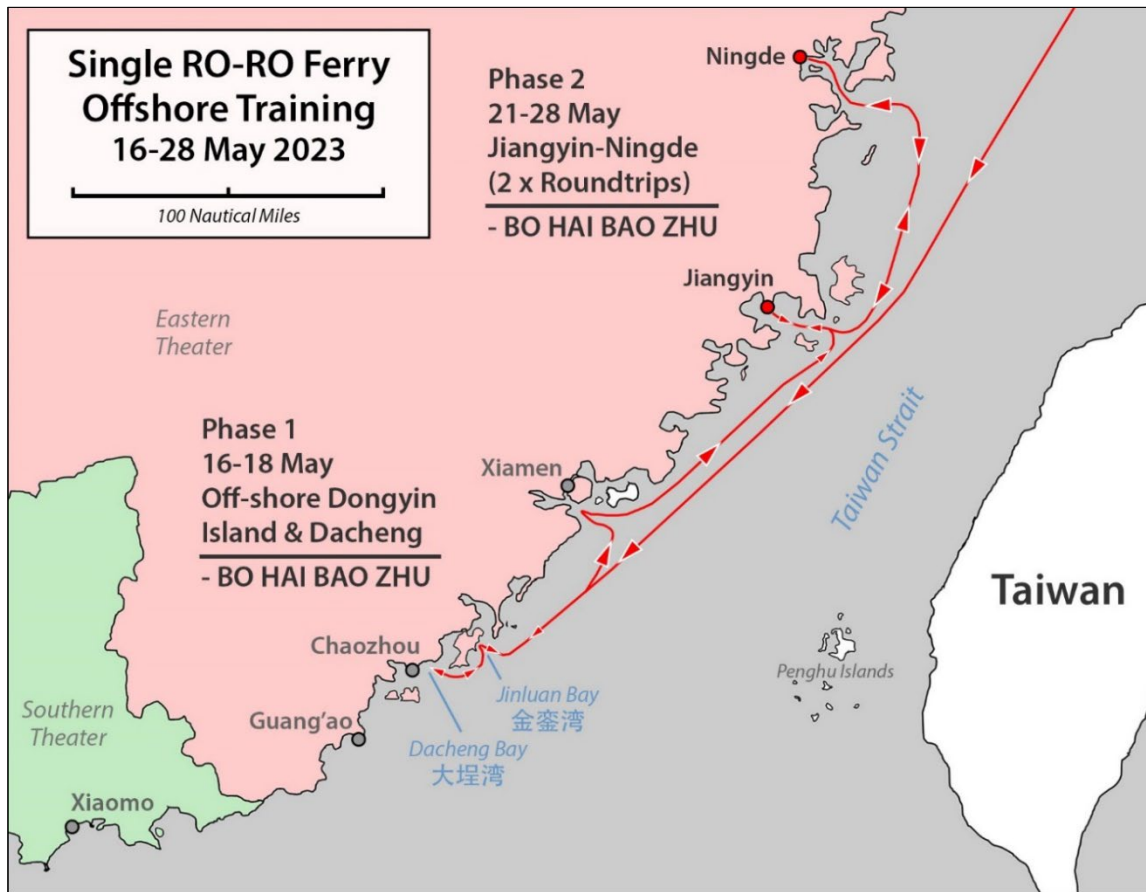 Single RO-RO Ferry
Offshore Training
16-28 May 2023
100 Nautical Miles
Phase 2
21-28 May
Jiangyin-Ningde
(2 x Roundtrips)
- BO HAI BAO ZHU
Ningde
Jiangyin
Eastern
Theater
Phase 1
16-18 May
Off-shore Dongyin
Island & Dacheng
- BO HAI BAO ZHU
Xiamen
Taiwan Strait
Taiwan
Penghu Islands
Chaozhou
Jinluan Bay
金銮湾
Guang'ao
Dacheng Bay
大埕湾
Southern
Theater
Xiaomo